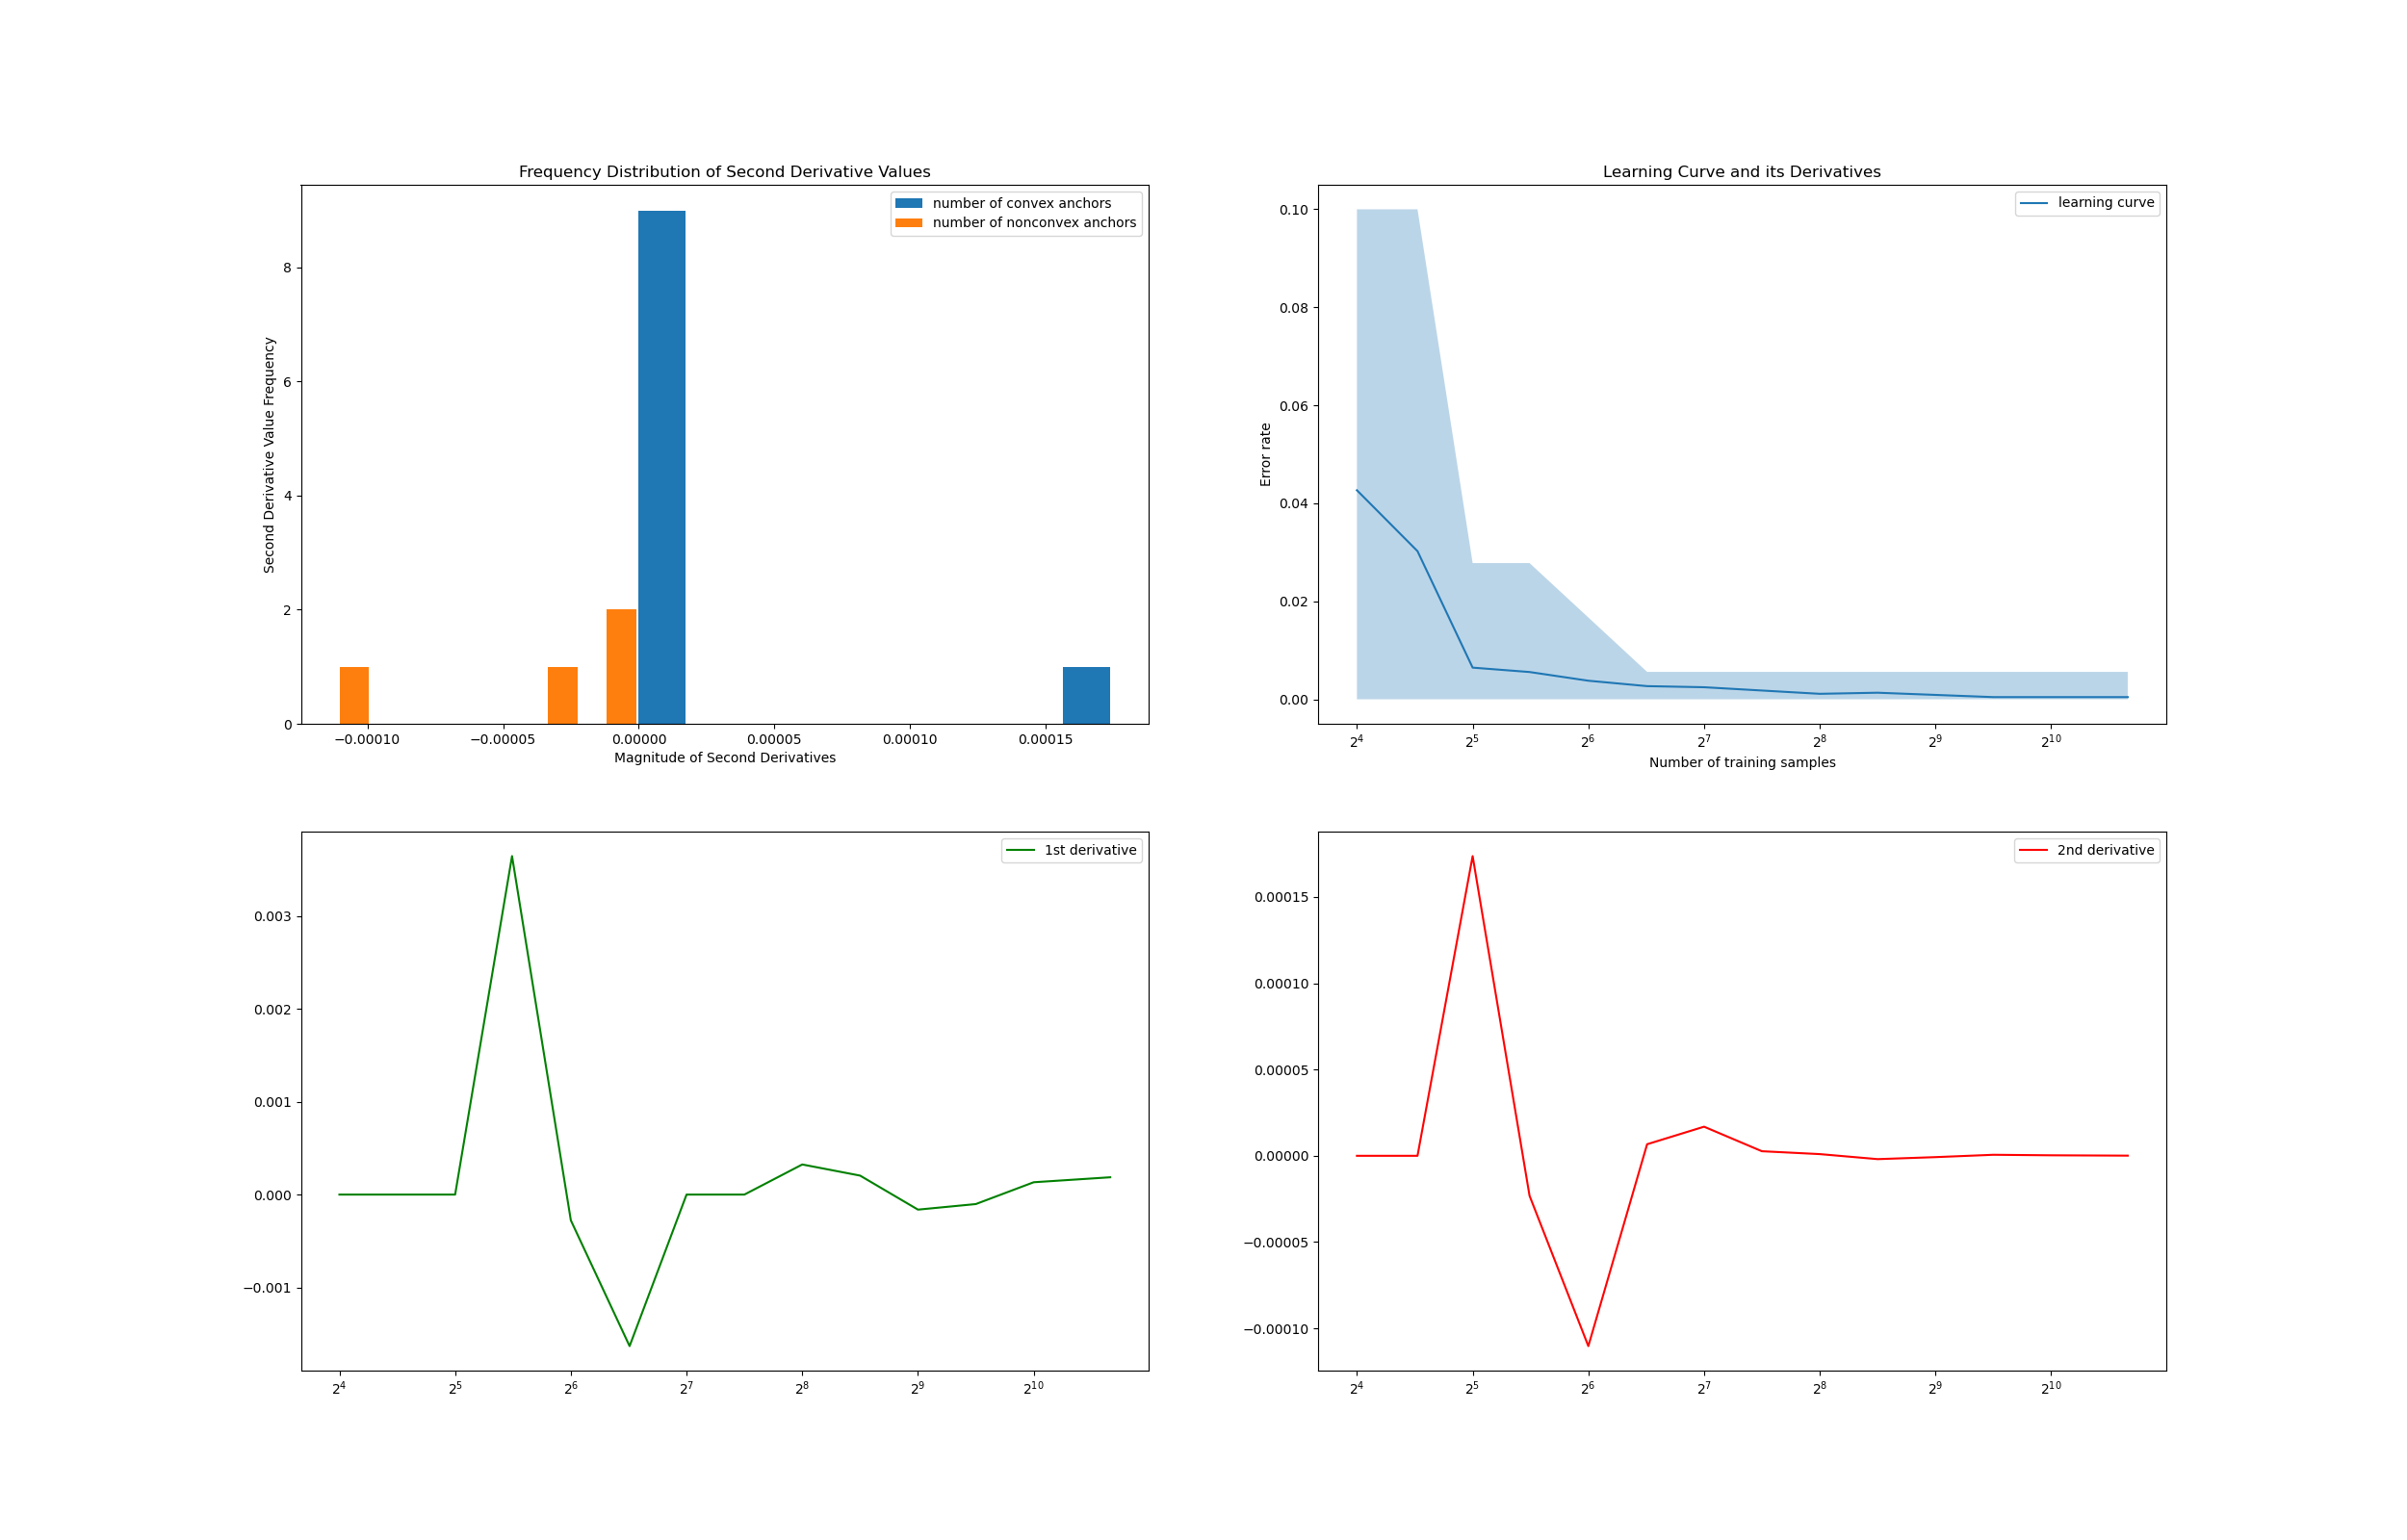 Frequency Distribution of Second Derivative Values
number of convex anchors
number of nonconvex anchors
Second Derivative Value Frequency
8
6
4
2
0
−0.00010 −0.00005 0.00000 0.00005 0.00010 0.00015
Magnitude of Second Derivatives
Learning Curve and its Derivatives
learning curve
Error rate
0.10
0.08
0.06
0.04
0.02
0.00
2^4 2^5 2^6 2^7 2^8 2^9 2^10
Number of training samples
1st derivative
0.003
0.002
0.001
0.000
−0.001
2^4 2^5 2^6 2^7 2^8 2^9 2^10
2nd derivative
0.00015
0.00010
0.00005
0.00000
−0.00005
−0.00010
2^4 2^5 2^6 2^7 2^8 2^9 2^10